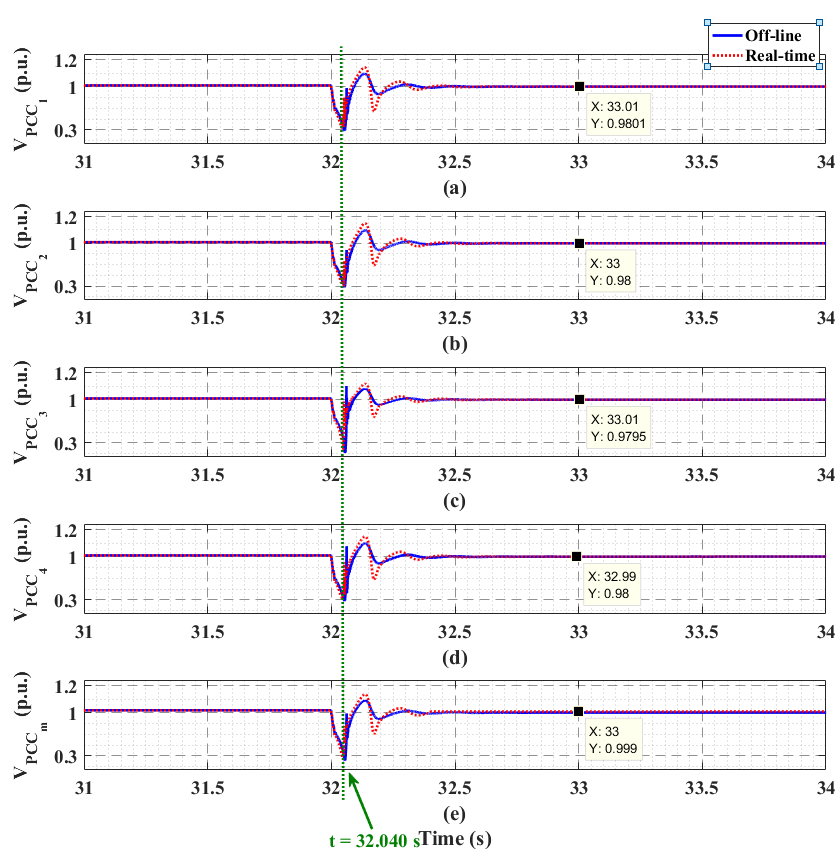 Off-line
Real-time
V_PCC_1 (p.u.)
1.2
1
0.3
X: 33.01
Y: 0.9801
31 31.5 32 32.5 33 33.5 34
(a)
V_PCC_2 (p.u.)
1.2
1
0.3
X: 33
Y: 0.98
31 31.5 32 32.5 33 33.5 34
(b)
V_PCC_3 (p.u.)
1.2
1
0.3
X: 33.01
Y: 0.9795
31 31.5 32 32.5 33 33.5 34
(c)
V_PCC_4 (p.u.)
1.2
1
0.3
X: 32.99
Y: 0.98
31 31.5 32 32.5 33 33.5 34
(d)
V_PCC_m (p.u.)
1.2
1
0.3
X: 33
Y: 0.999
31 31.5 32 32.5 33 33.5 34
(e)
t = 32.040 s Time (s)